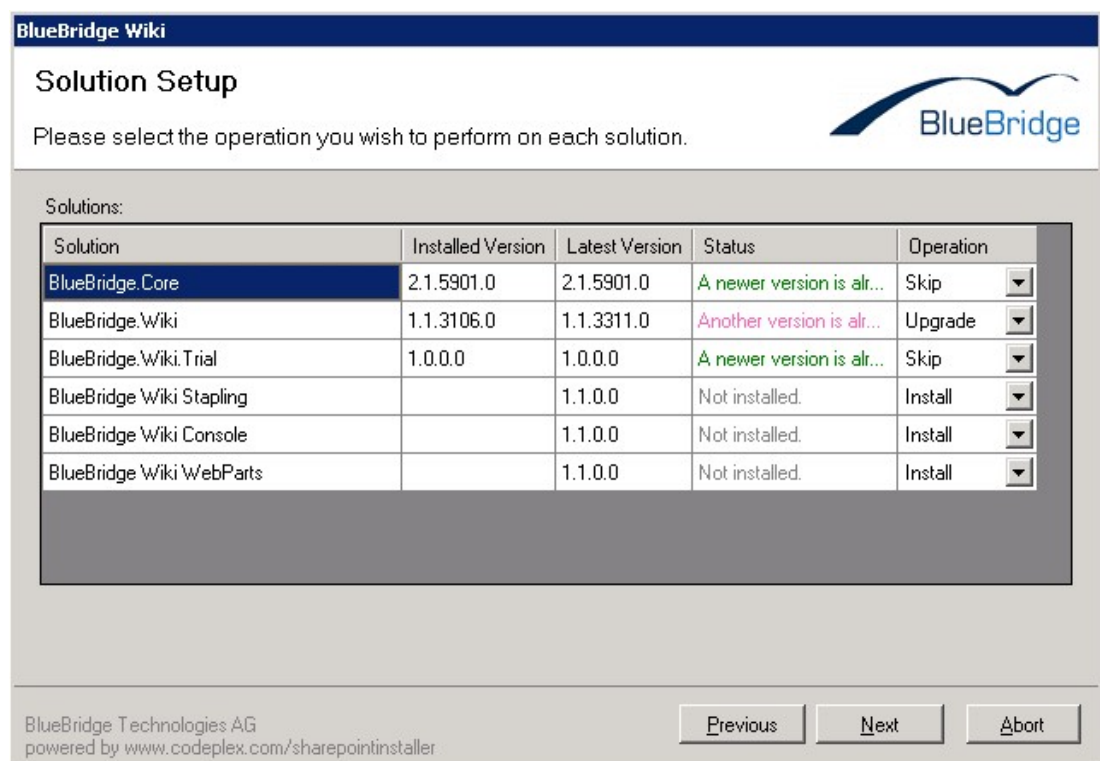 BlueBridge Wiki
Solution Setup
Please select the operation you wish to perform on each solution.
BlueBridge
Solutions:
Solution Installed Version Latest Version Status Operation
BlueBridge.Core 2.1.5901.0 2.1.5901.0 A newer version is alr... Skip
BlueBridge.Wiki 1.1.3106.0 1.1.3311.0 Another version is alr... Upgrade
BlueBridge.Wiki.Trial 1.0.0.0 1.0.0.0 A newer version is alr... Skip
BlueBridge Wiki Stapling 1.1.0.0 Not installed. Install
BlueBridge Wiki Console 1.1.0.0 Not installed. Install
BlueBridge Wiki WebParts 1.1.0.0 Not installed. Install
BlueBridge Technologies AG
powered by www.codeplex.com/sharepointinstaller
Previous Next Abort